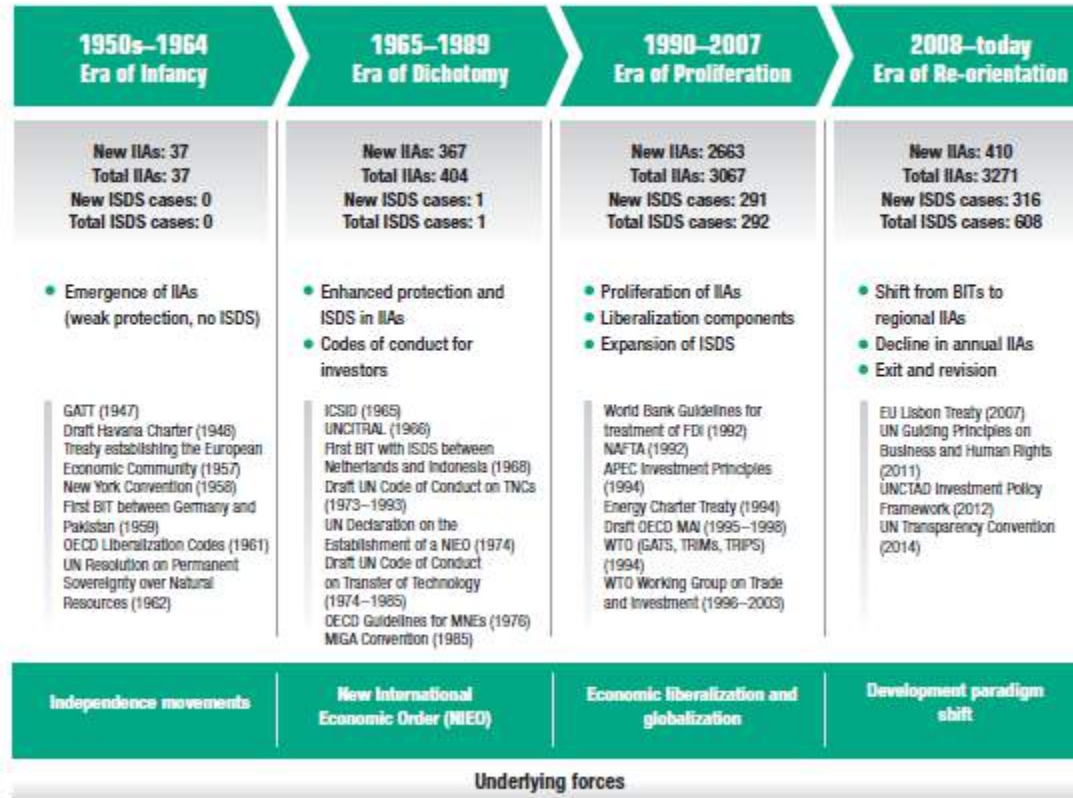 1950s–1964
Era of Infancy
1965–1989
Era of Dichotomy
1990–2007
Era of Proliferation
2008–today
Era of Re-orientation
New IIAs: 37
Total IIAs: 37
New ISDS cases: 0
Total ISDS cases: 0
New IIAs: 367
Total IIAs: 404
New ISDS cases: 1
Total ISDS cases: 1
New IIAs: 2663
Total IIAs: 3067
New ISDS cases: 291
Total ISDS cases: 292
New IIAs: 410
Total IIAs: 3271
New ISDS cases: 316
Total ISDS cases: 608
• Emergence of IIAs
(weak protection, no ISDS)
• Enhanced protection and
ISDS in IIAs
• Codes of conduct for
investors
• Proliferation of IIAs
• Liberalization components
• Expansion of ISDS
• Shift from BITs to
regional IIAs
• Decline in annual IIAs
• Exit and revision
GATT (1947)
Draft Havana Charter (1948)
Treaty establishing the European
Economic Community (1957)
New York Convention (1958)
First BIT between Germany and
Pakistan (1959)
OECD Liberalization Codes (1961)
UN Resolution on Permanent
Sovereignty over Natural
Resources (1962)
ICSID (1965)
UNCITRAL (1966)
First BIT with ISDS between
Netherlands and Indonesia (1968)
Draft UN Code of Conduct on TNCs
(1973–1993)
UN Declaration on the
Establishment of a NIEO (1974)
Draft UN Code of Conduct
on Transfer of Technology
(1974–1985)
OECD Guidelines for MNEs (1976)
MIGA Convention (1985)
World Bank Guidelines for
treatment of FDI (1992)
NAFTA (1992)
APEC Investment Principles
(1994)
Energy Charter Treaty (1994)
Draft OECD MAI (1995–1998)
WTO (GATS, TRIMs, TRIPS)
(1994)
WTO Working Group on Trade
and Investment (1996–2003)
EU Lisbon Treaty (2007)
UN Guiding Principles on
Business and Human Rights
(2011)
UNCTAD Investment Policy
Framework (2012)
UN Transparency Convention
(2014)
Independence movements
New International
Economic Order (NIEO)
Economic liberalization and
globalization
Development paradigm
shift
Underlying forces